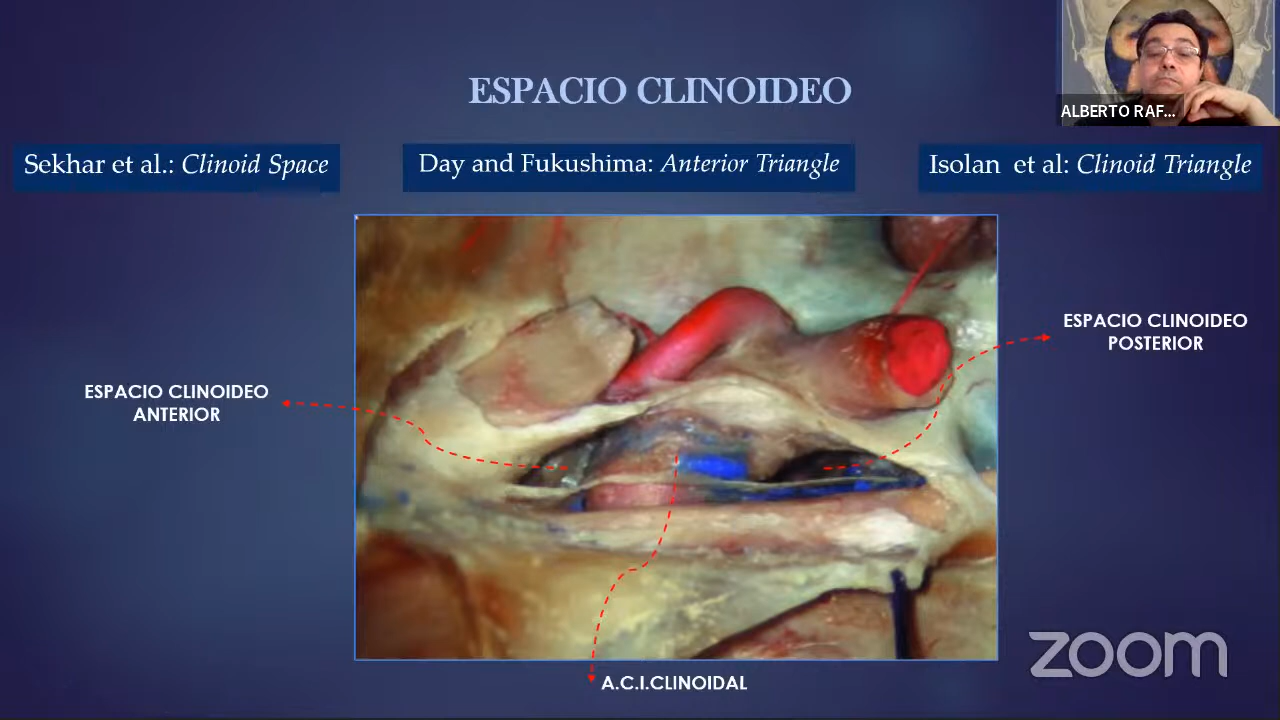 ESPACIO CLINOIDEO
ALBERTO RAF...
Sekhar et al.: Clinoid Space
Day and Fukushima: Anterior Triangle
Isolan et al: Clinoid Triangle
ESPACIO CLINOIDEO
POSTERIOR
ESPACIO CLINOIDEO
ANTERIOR
A.C.I.CLINOIDAL
zoom